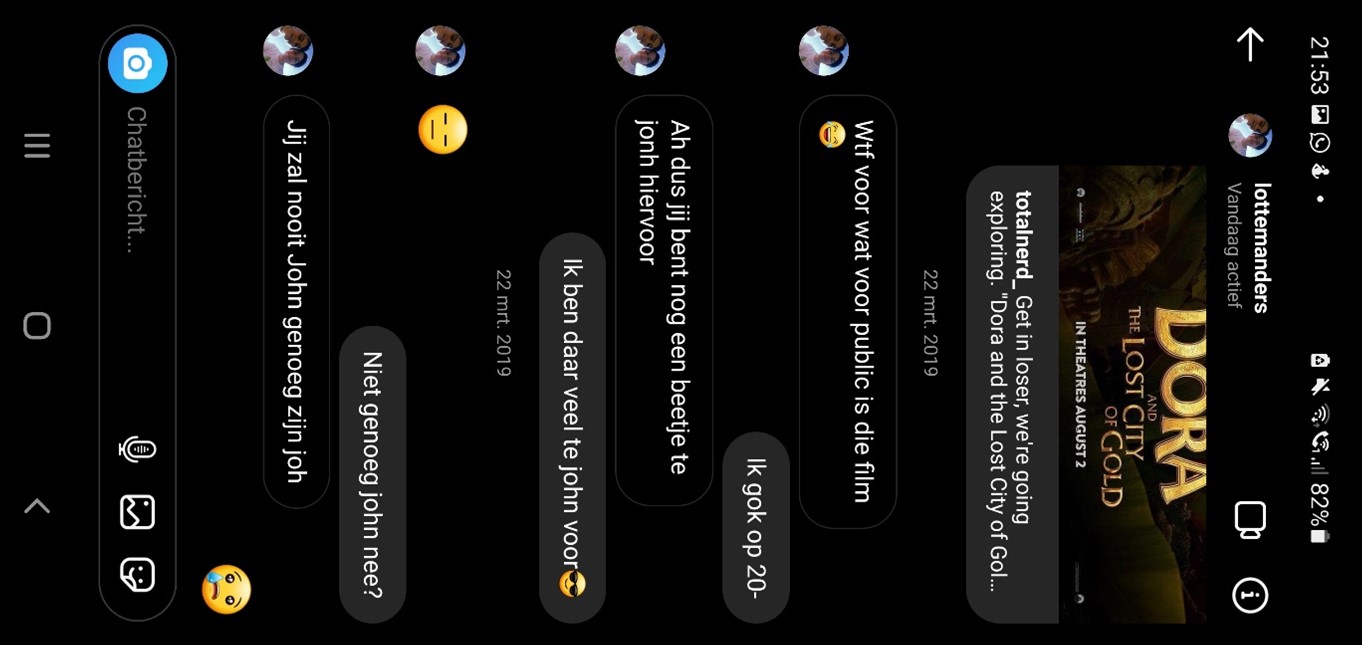 21:53
82%
lottemanders
Vandaag actief
DORA
AND
THE LOST CITY
OF GOLD
IN THEATRES AUGUST 2
totalnerd_ Get in loser, we're going
exploring. "Dora and the Lost City of Gol...
22 mrt. 2019
Wtf voor wat voor public is die film
😂
Ik gok op 20-
Ah dus jij bent nog een beetje te
jonh hiervoor
Ik ben daar veel te john voor😎
22 mrt. 2019
😑
Niet genoeg john nee?
Jij zal nooit John genoeg zijn joh
😢
Chatbericht...